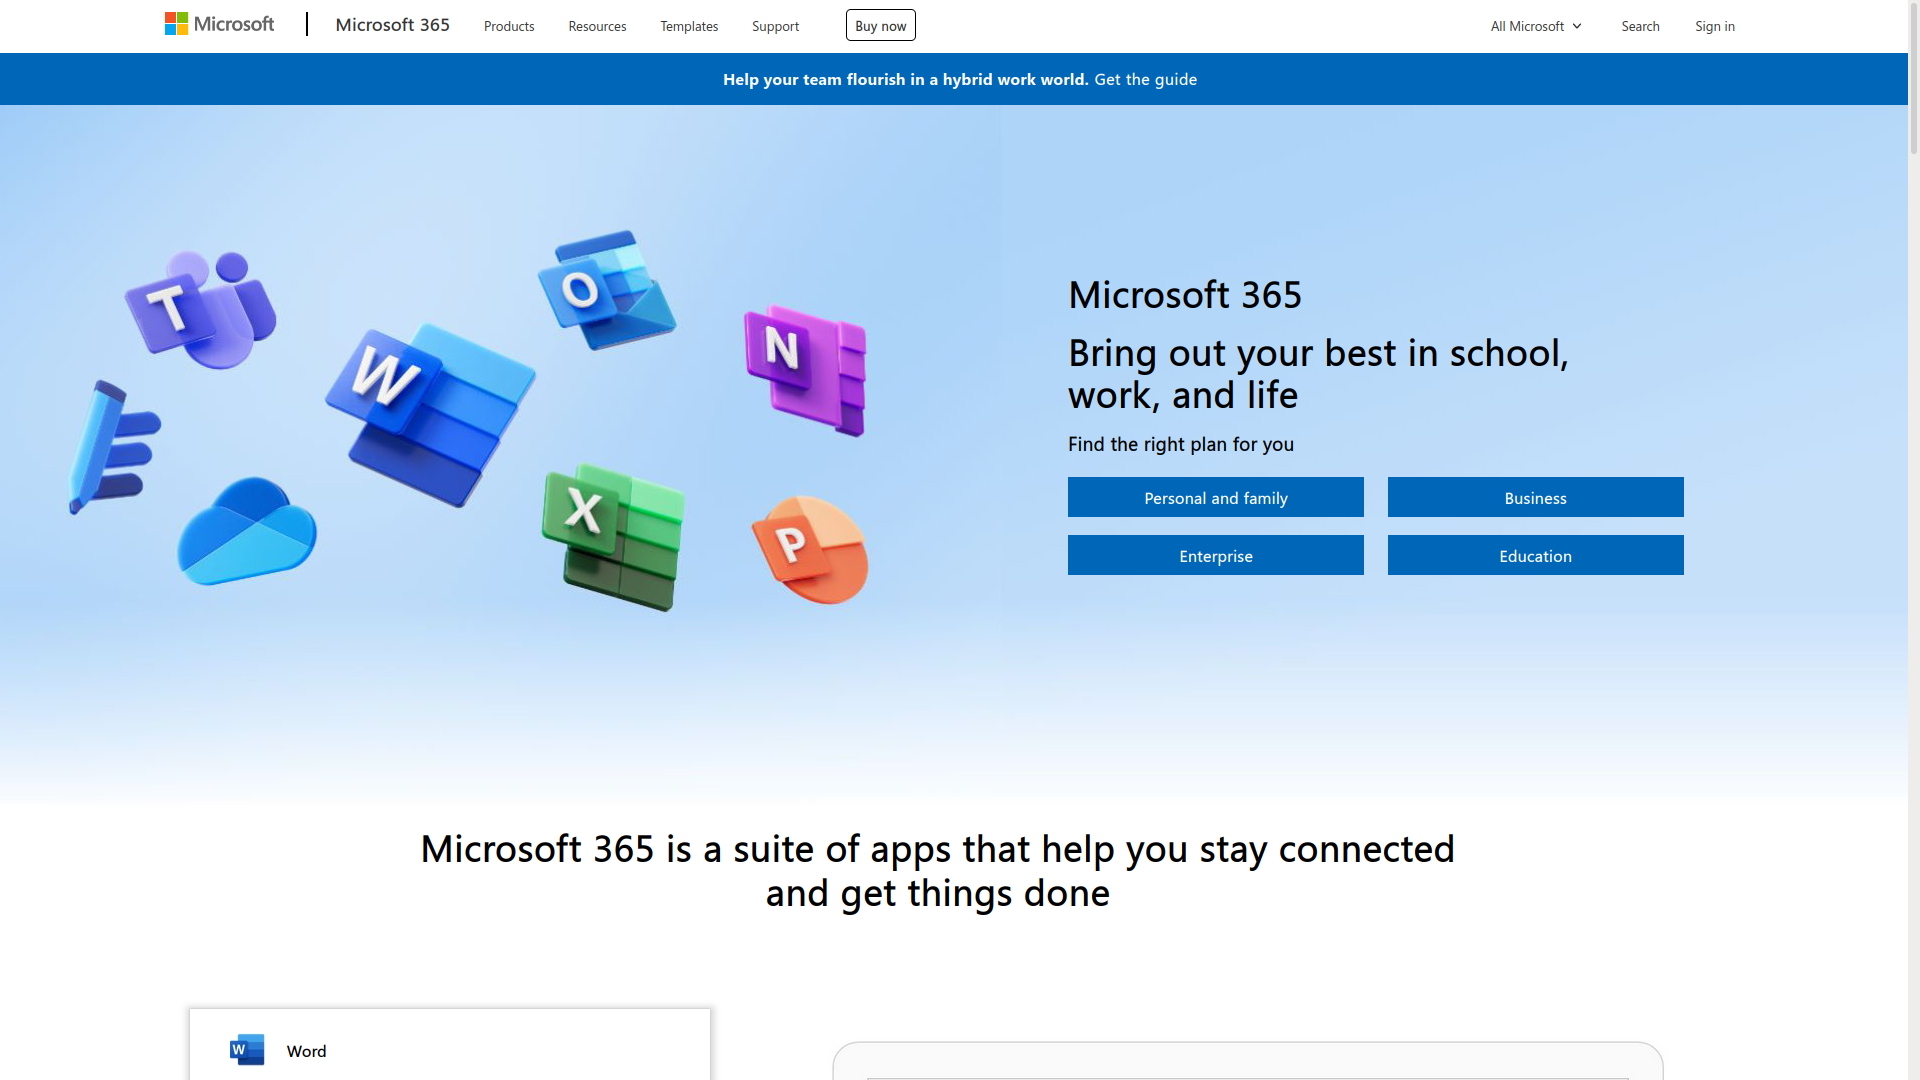 Microsoft
Microsoft 365
Products
Resources
Templates
Support
Buy now
All Microsoft
Search
Sign in
Help your team flourish in a hybrid work world. Get the guide
T
W
O
N
X
P
Microsoft 365
Bring out your best in school,
work, and life
Find the right plan for you
Personal and family
Business
Enterprise
Education
Microsoft 365 is a suite of apps that help you stay connected
and get things done
W
Word